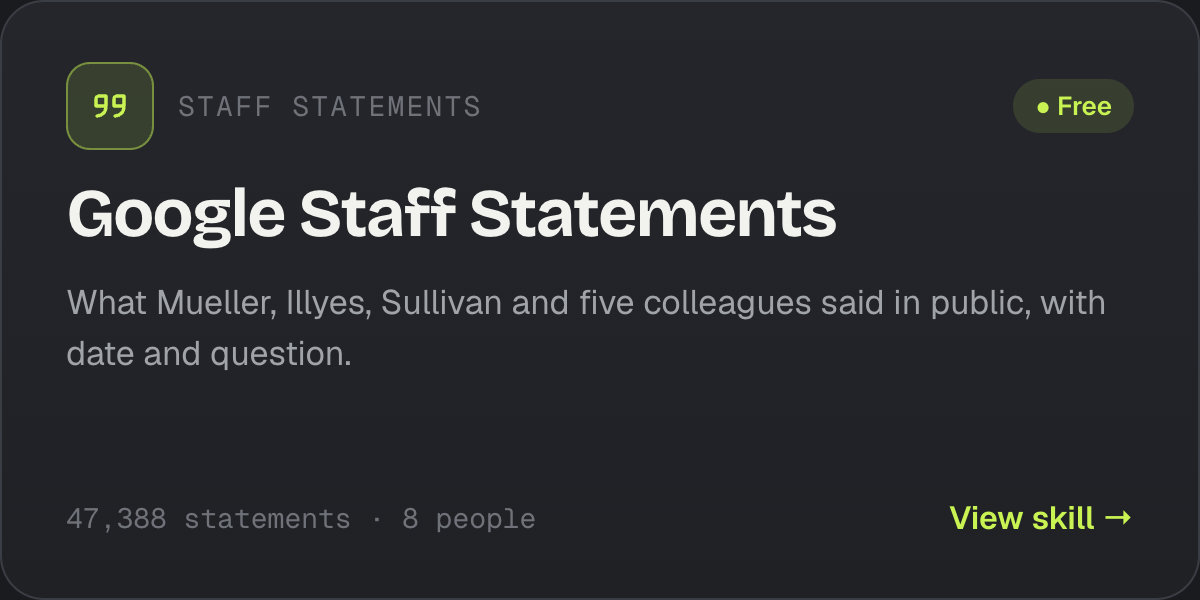 STAFF STATEMENTS
● Free
Google Staff Statements
What Mueller, Illyes, Sullivan and five colleagues said in public, with
date and question.
47,388 statements · 8 people
View skill →